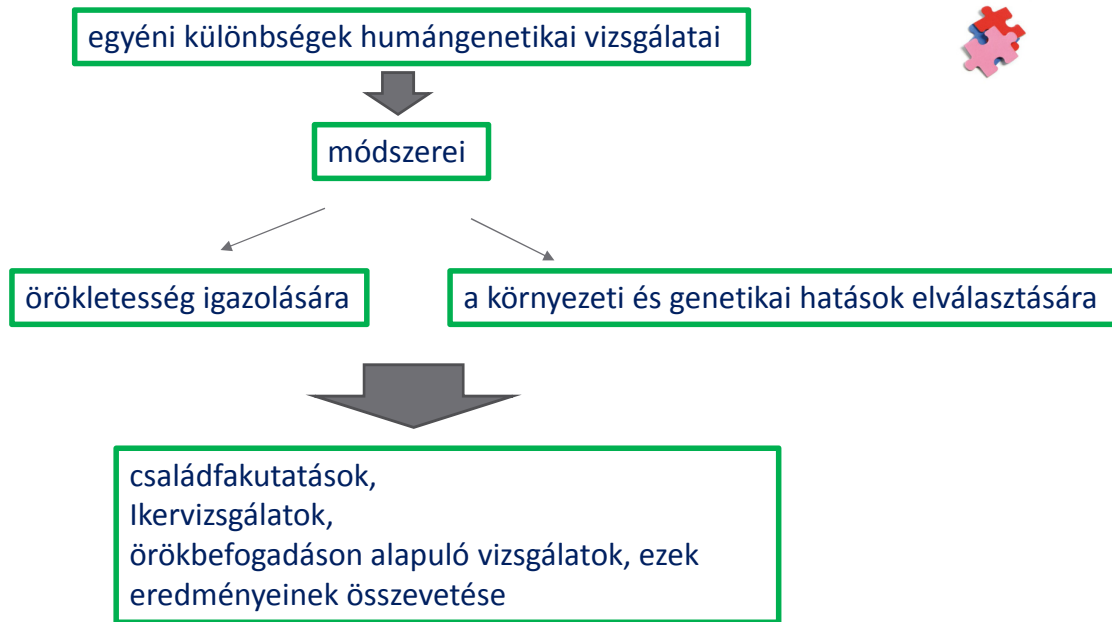 egyéni különbségek humángenetikai vizsgálatai
módszerei
örökletesség igazolására
a környezeti és genetikai hatások elválasztására
családfakutatások,
Ikervizsgálatok,
örökbefogadáson alapuló vizsgálatok, ezek
eredményeinek összevetése